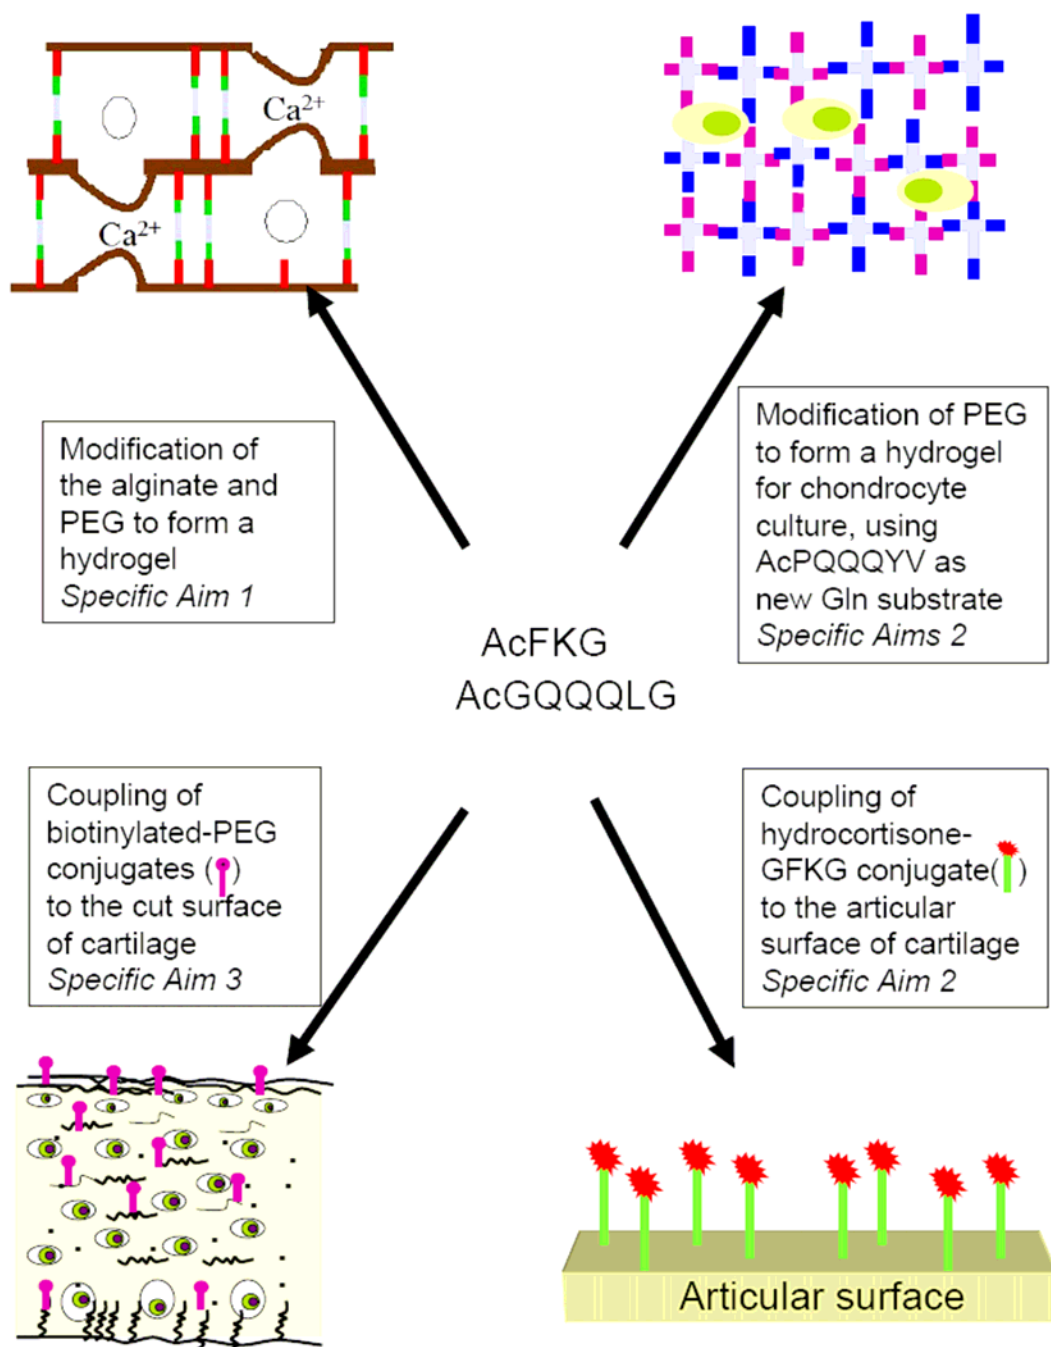 Ca²⁺
Ca²⁺
Modification of
the alginate and
PEG to form a
hydrogel
Specific Aim 1
Modification of PEG
to form a hydrogel
for chondrocyte
culture, using
AcPQQQYV as
new Gln substrate
Specific Aims 2
AcFKG
AcGQQQLG
Coupling of
biotinylated-PEG
conjugates ( )
to the cut surface
of cartilage
Specific Aim 3
Coupling of
hydrocortisone-
GFKG conjugate( )
to the articular
surface of cartilage
Specific Aim 2
Articular surface